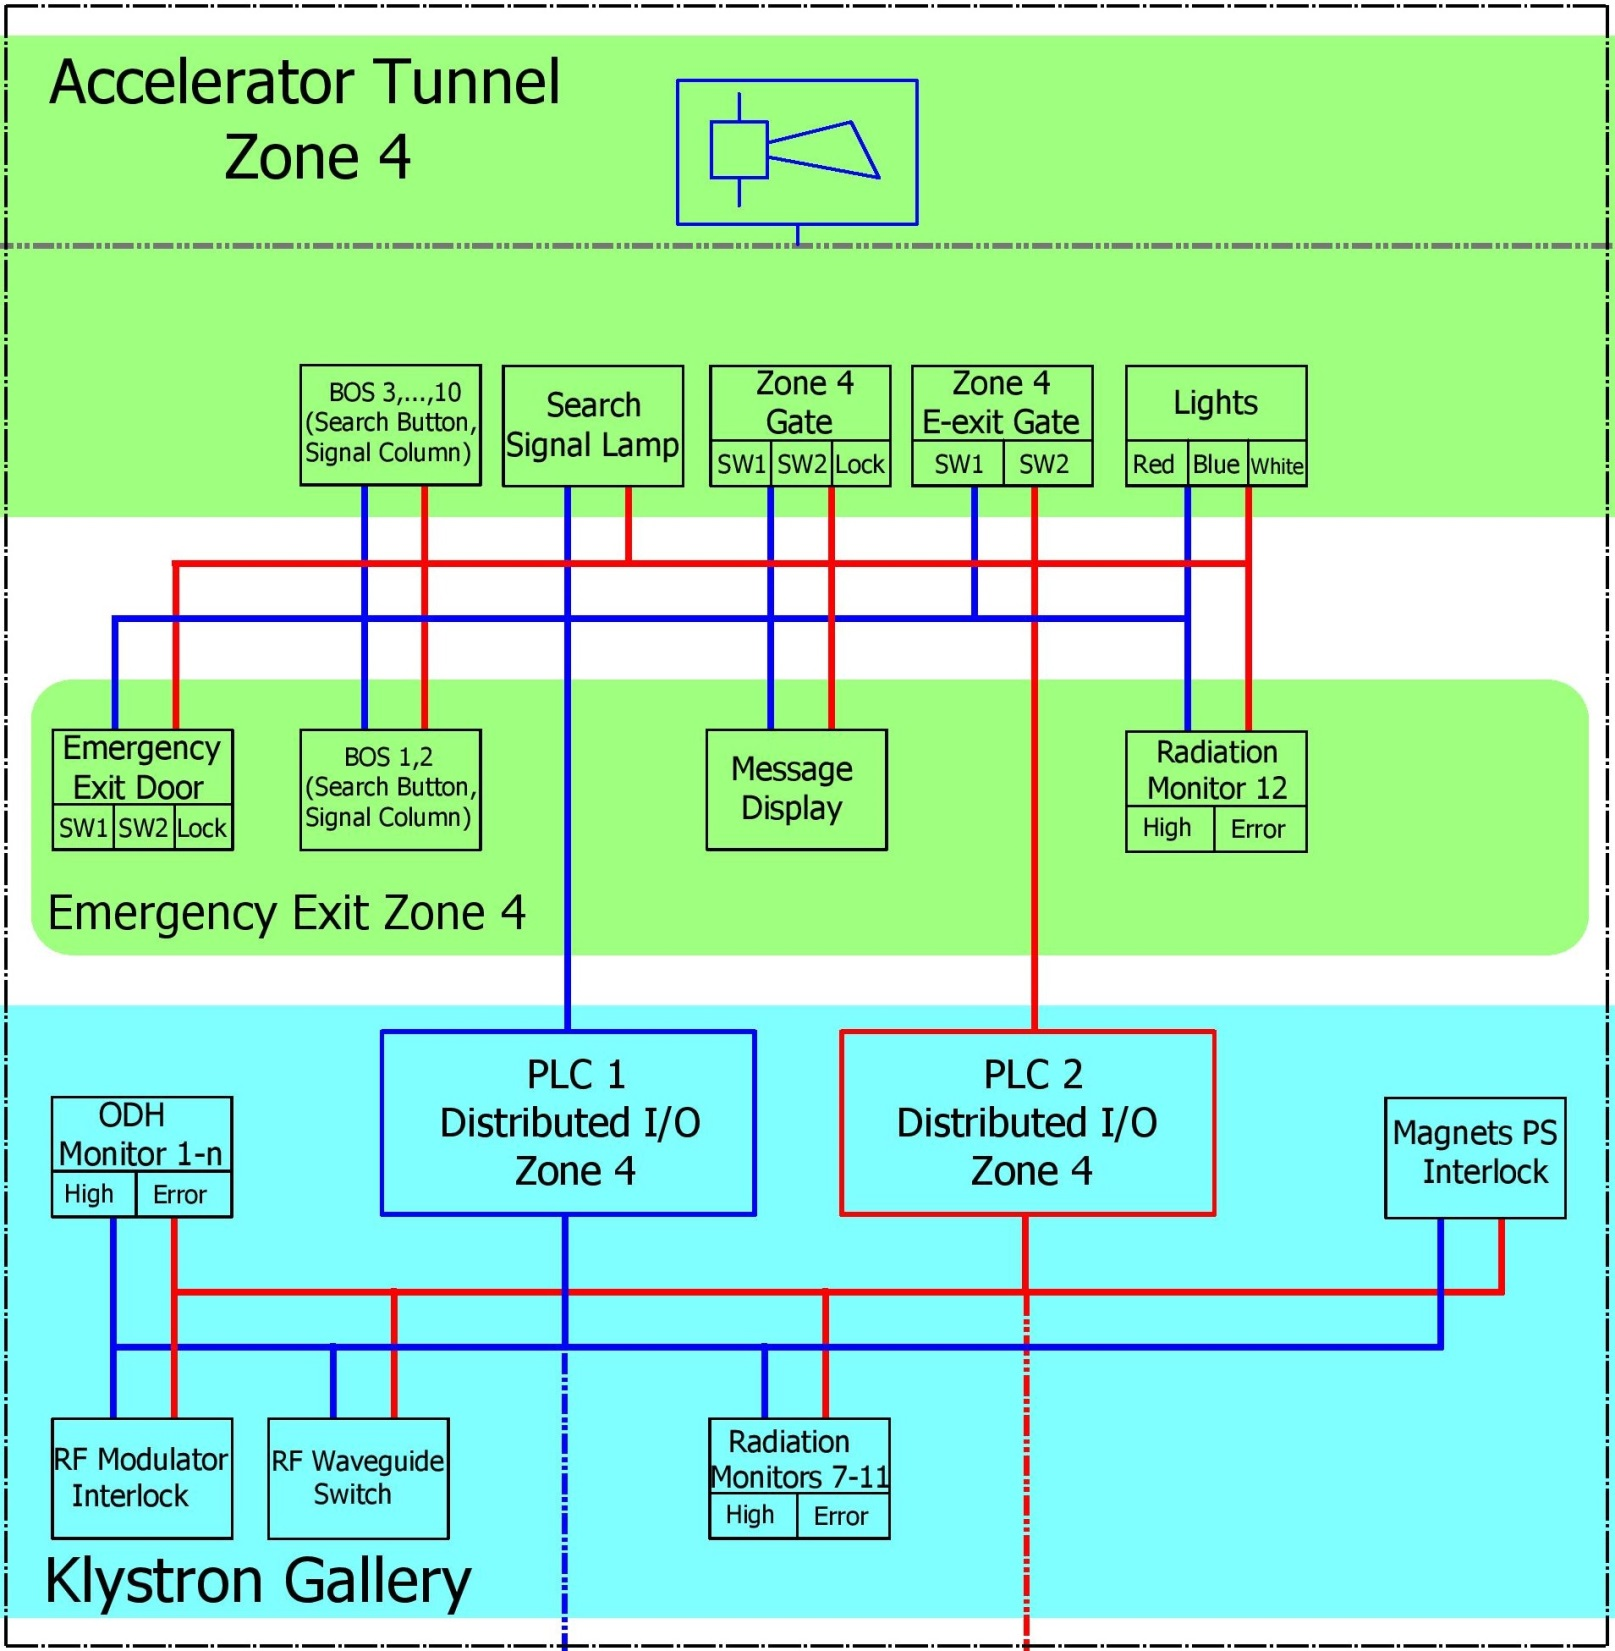 Accelerator Tunnel
Zone 4
BOS 3,...,10
(Search Button,
Signal Column)
Search
Signal Lamp
Zone 4
Gate
SW1 SW2 Lock
Zone 4
E-exit Gate
SW1 SW2
Lights
Red Blue White
Emergency
Exit Door
SW1 SW2 Lock
BOS 1,2
(Search Button,
Signal Column)
Message
Display
Radiation
Monitor 12
High Error
Emergency Exit Zone 4
PLC 1
Distributed I/O
Zone 4
PLC 2
Distributed I/O
Zone 4
ODH
Monitor 1-n
High Error
Magnets PS
Interlock
RF Modulator
Interlock
RF Waveguide
Switch
Radiation
Monitors 7-11
High Error
Klystron Gallery